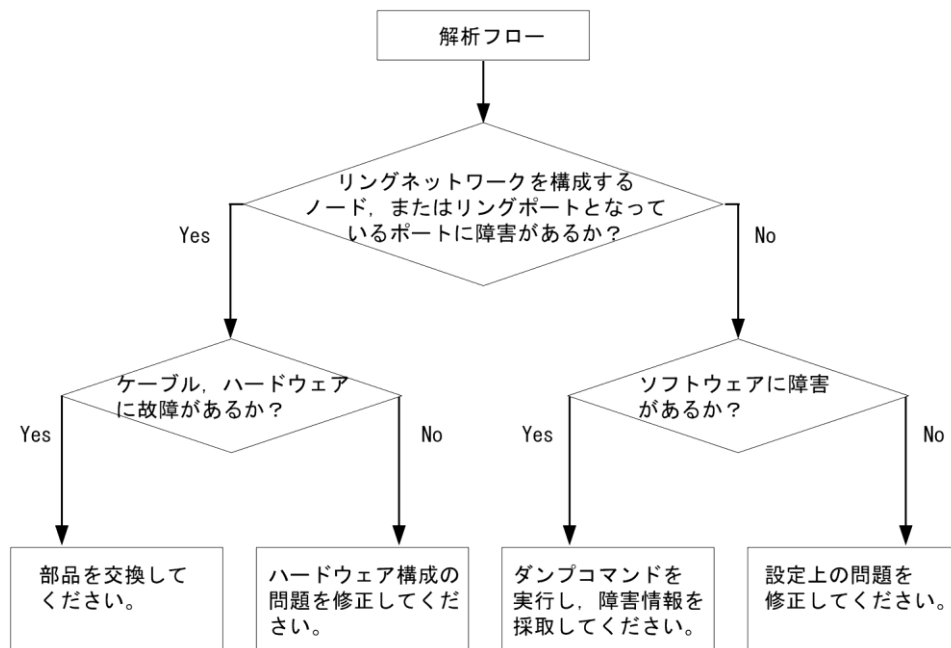 解析フロー
リングネットワークを構成する
ノード，またはリングポートとなって
いるポートに障害があるか？
Yes
No
ケーブル，ハードウェア
に故障があるか？
ソフトウェアに障害
があるか？
Yes
No
Yes
No
部品を交換して
ください。
ハードウェア構成の
問題を修正してくだ
さい。
ダンプコマンドを
実行し，障害情報を
採取してください。
設定上の問題を
修正してください。